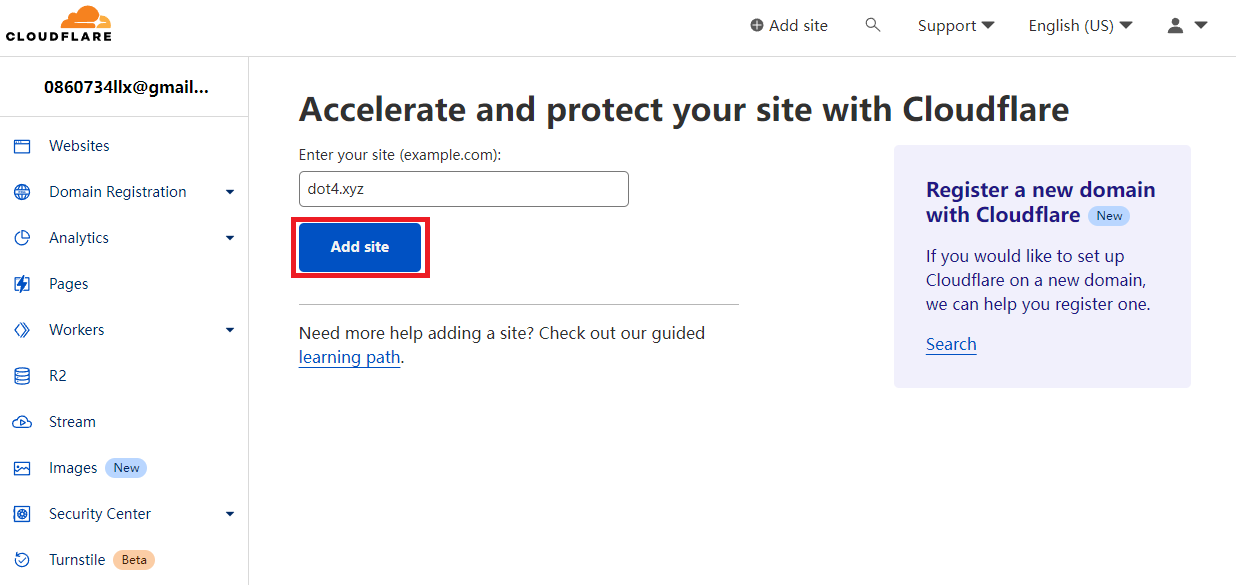 CLOUDFLARE
Add site
Support
English (US)
0860734llx@gmail...
Websites
Domain Registration
Analytics
Pages
Workers
R2
Stream
Images New
Security Center
Turnstile Beta
Accelerate and protect your site with Cloudflare
Enter your site (example.com):
dot4.xyz
Add site
Need more help adding a site? Check out our guided
learning path.
Register a new domain
with Cloudflare New
If you would like to set up
Cloudflare on a new domain,
we can help you register one.
Search